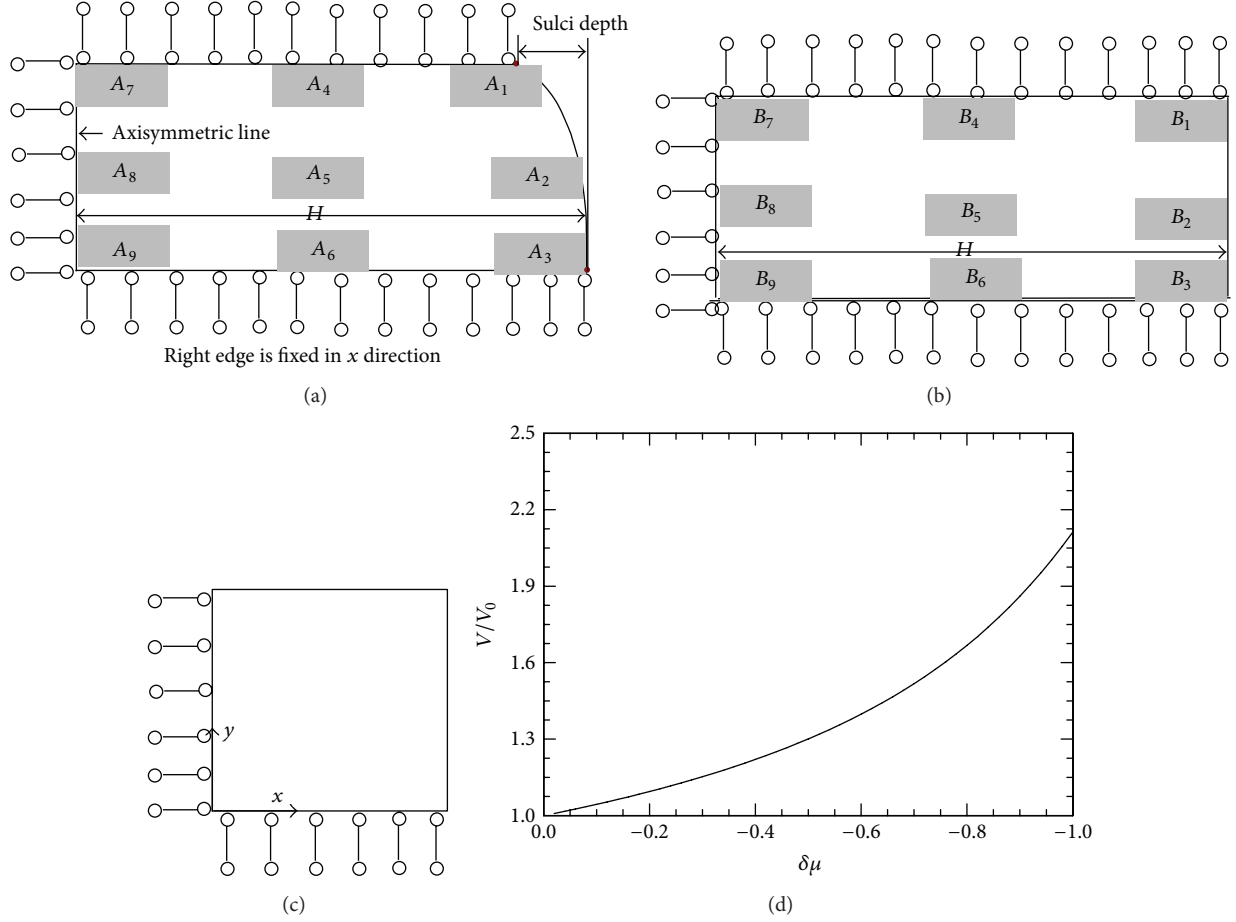 Sulci depth
A7 A4 A1
Axisymmetric line
A8 A5 A2
H
A9 A6 A3
Right edge is fixed in x direction
(a)
B7 B4 B1
B8 B5 B2
H
B9 B6 B3
(b)
y
x
(c)
2.5
2.2
1.9
1.6
1.3
1.0
V/V0
0.0 −0.2 −0.4 −0.6 −0.8 −1.0
δμ
(d)